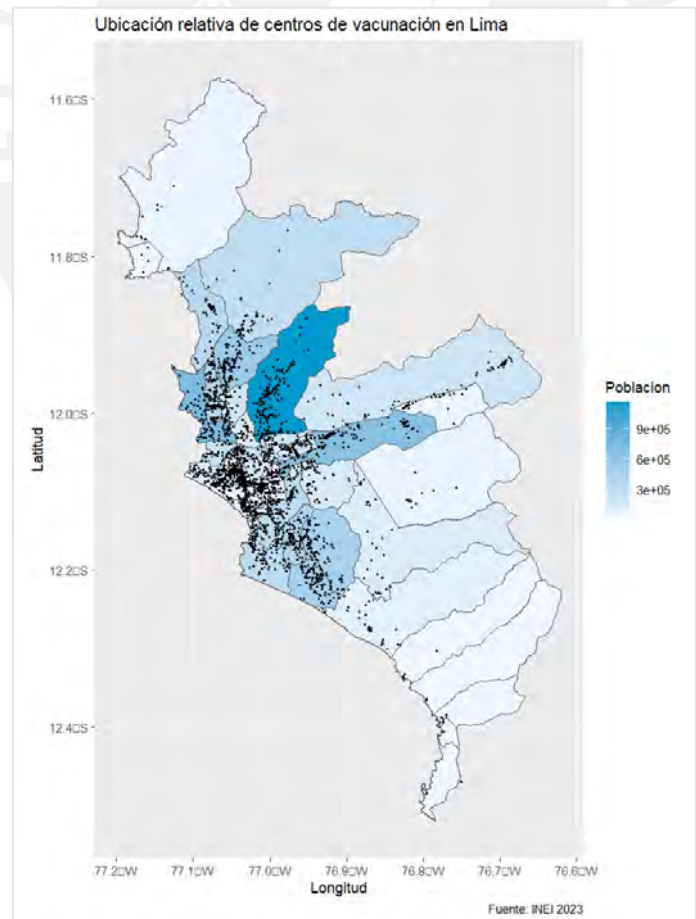 Ubicación relativa de centros de vacunación en Lima
11.6□S
11.8□S
12.0□S
12.2□S
12.4□S
Latitud
77.2□W 77.1□W 77.0□W 76.9□W 76.8□W 76.7□W 76.6□W
Longitud
Poblacion
9e+05
6e+05
3e+05
Fuente: INEI 2023